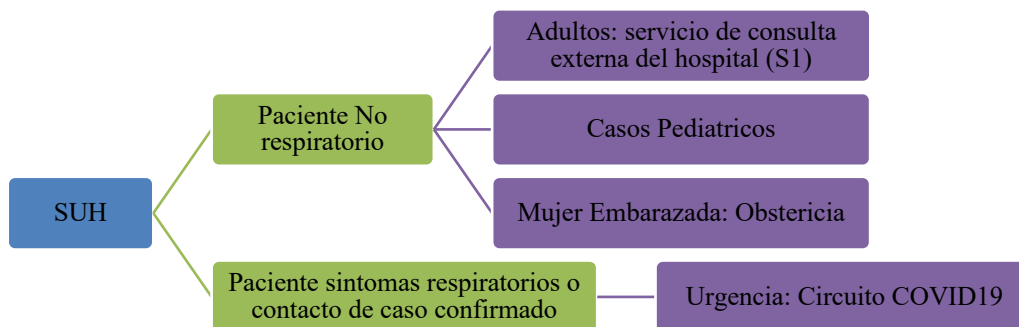 SUH
Paciente No
respiratorio
Adultos: servicio de consulta
externa del hospital (S1)
Casos Pediatricos
Mujer Embarazada: Obstericia
Paciente sintomas respiratorios o
contacto de caso confirmado
Urgencia: Circuito COVID19